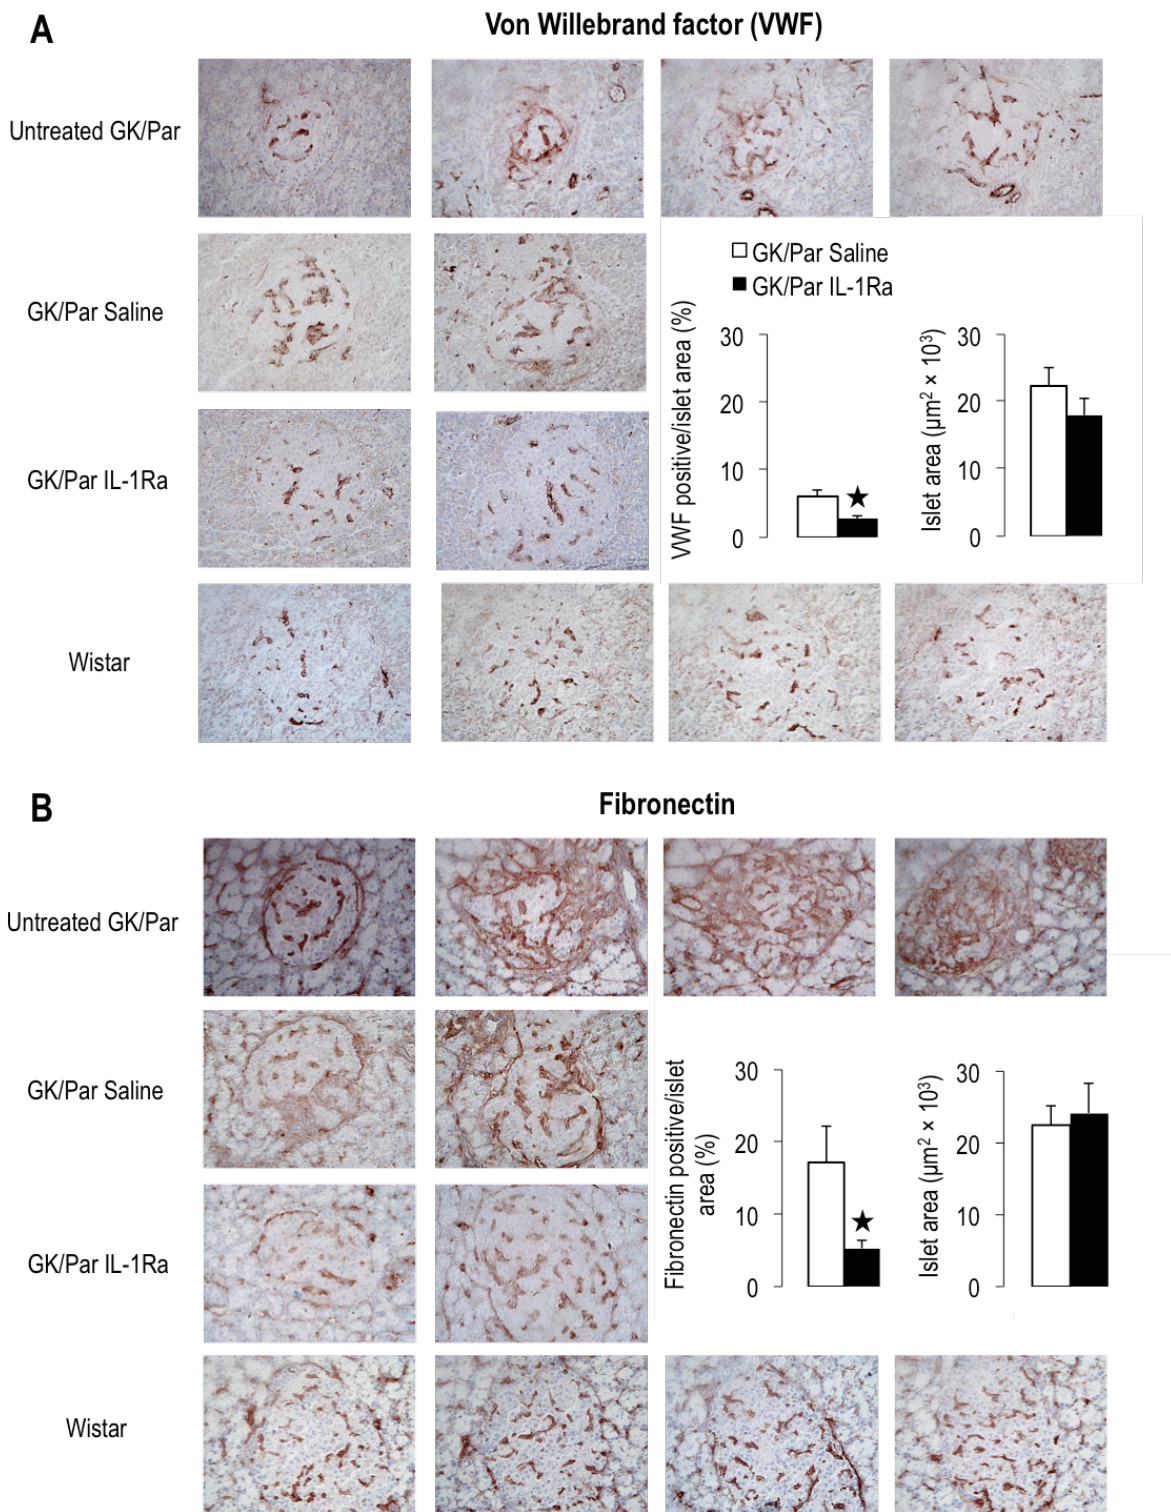 A
Von Willebrand factor (VWF)
Untreated GK/Par
GK/Par Saline
GK/Par Saline
GK/Par IL-1Ra
VWF positive/islet area (%)
30
20
10
0
★
Islet area (μm² × 10³)
30
20
10
0
GK/Par IL-1Ra
Wistar
B
Fibronectin
Untreated GK/Par
GK/Par Saline
Fibronectin positive/islet
area (%)
30
20
10
0
★
Islet area (μm² × 10³)
30
20
10
0
GK/Par IL-1Ra
Wistar